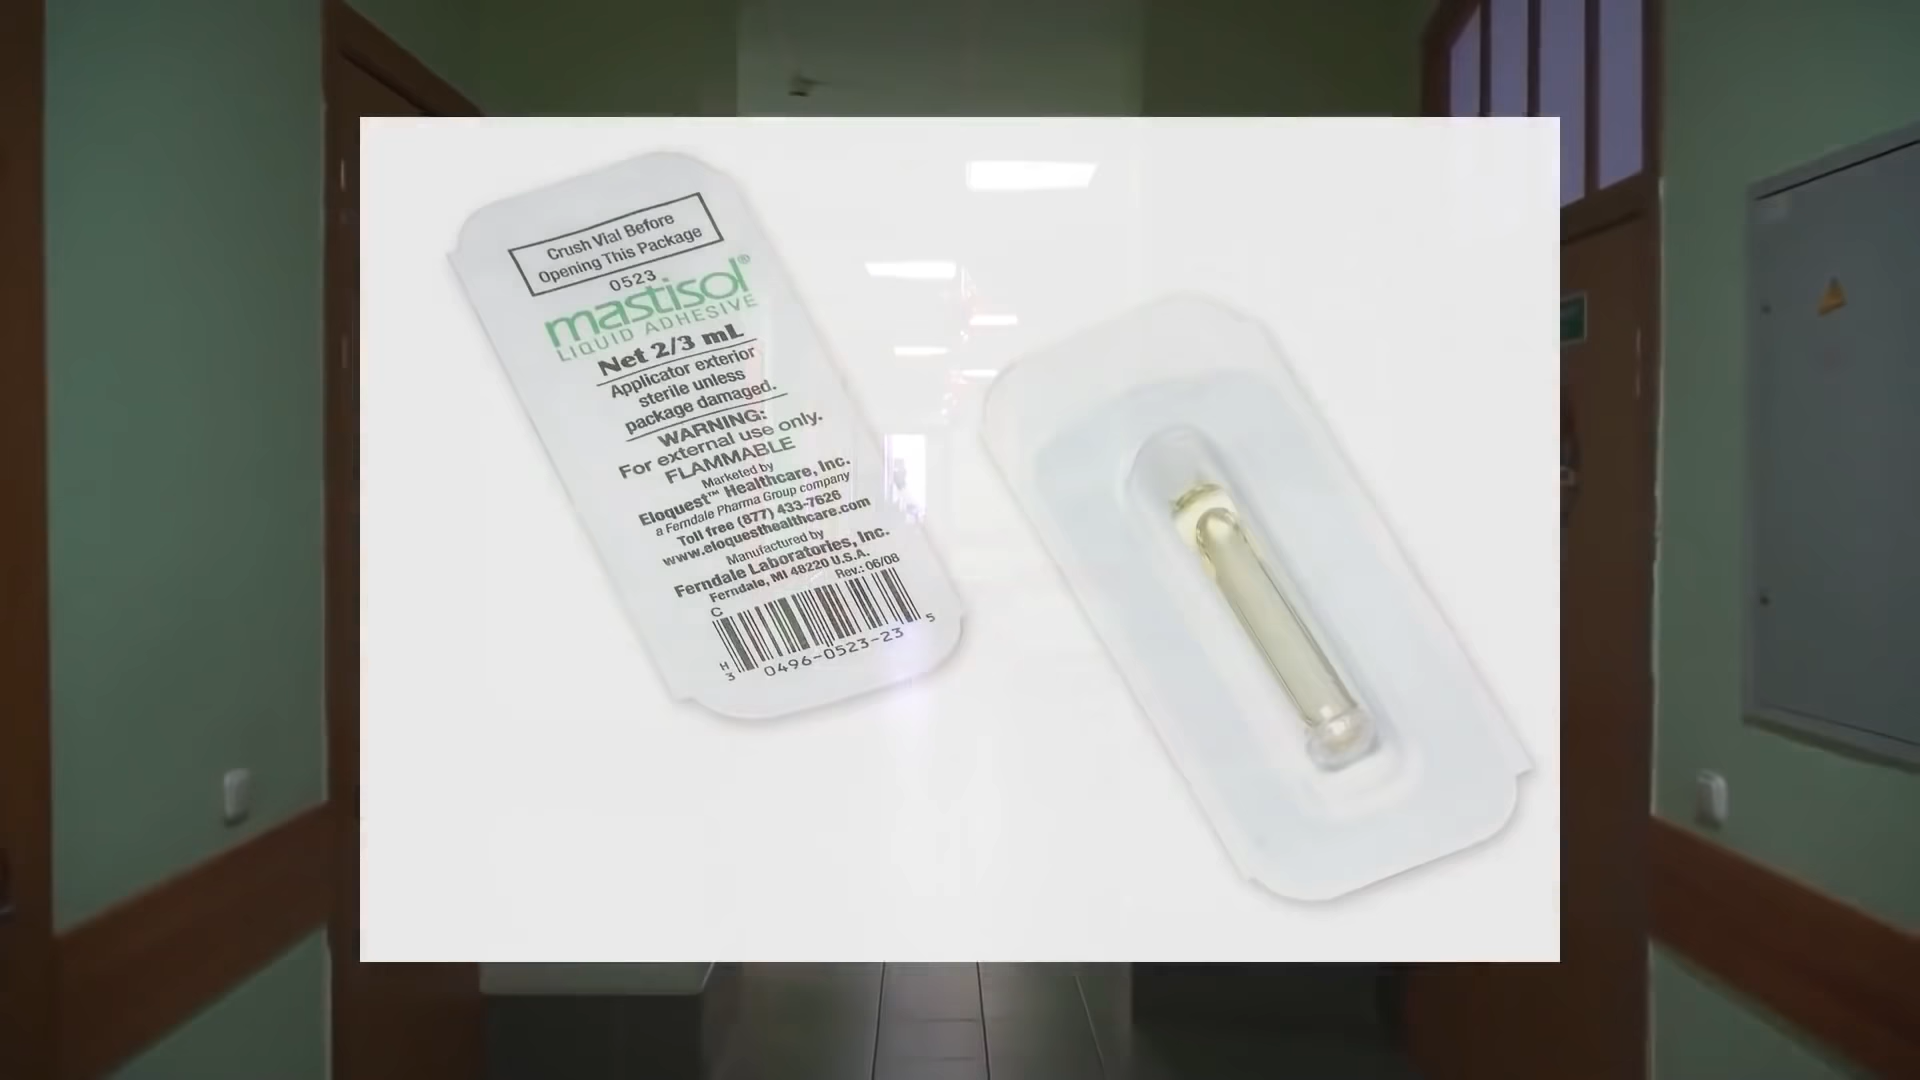 Crush Vial Before
Opening This Package
0523
mastisol®
LIQUID ADHESIVE
Net 2/3 mL
Applicator exterior
sterile unless
package damaged.
WARNING:
For external use only.
FLAMMABLE
Marketed by
Eloquest™ Healthcare, Inc.
a Ferndale Pharma Group company
Toll free (877) 433-7626
www.eloquesthealthcare.com
Manufactured by
Ferndale Laboratories, Inc.
Ferndale, MI 48220 U.S.A.
Rev.: 06/08
C
H
3 0496-0523-23 5